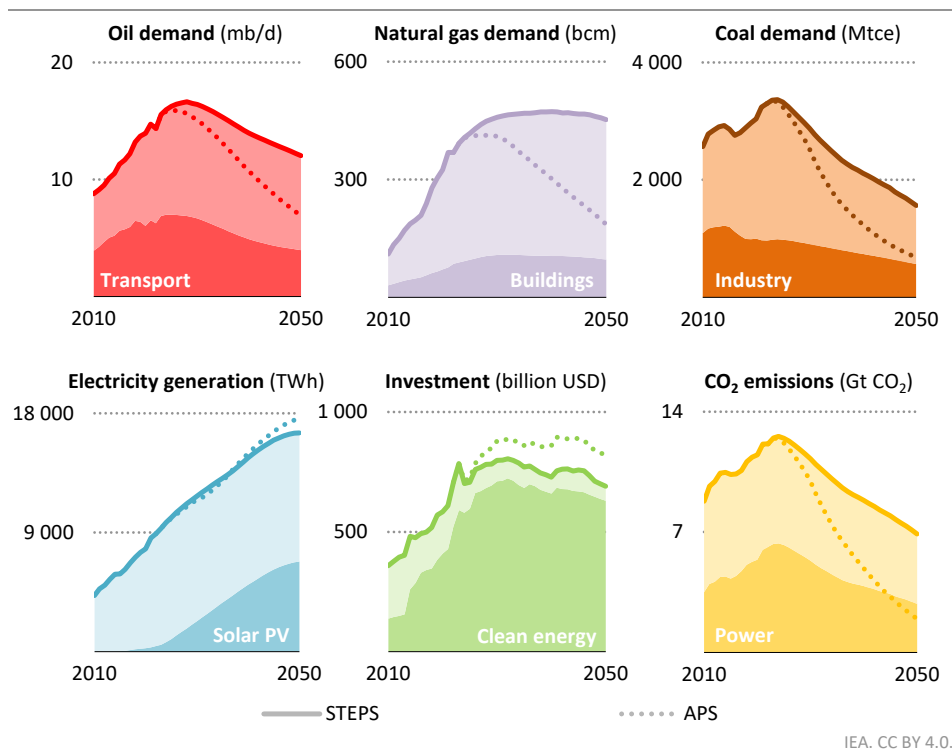 Oil demand (mb/d)
20
10
Transport
2010
2050
Natural gas demand (bcm)
600
300
Buildings
2010
2050
Coal demand (Mtce)
4 000
2 000
Industry
2010
2050
Electricity generation (TWh)
18 000
9 000
Solar PV
2010
2050
Investment (billion USD)
1 000
500
Clean energy
2010
2050
CO₂ emissions (Gt CO₂)
14
7
Power
2010
2050
STEPS
APS
IEA. CC BY 4.0.